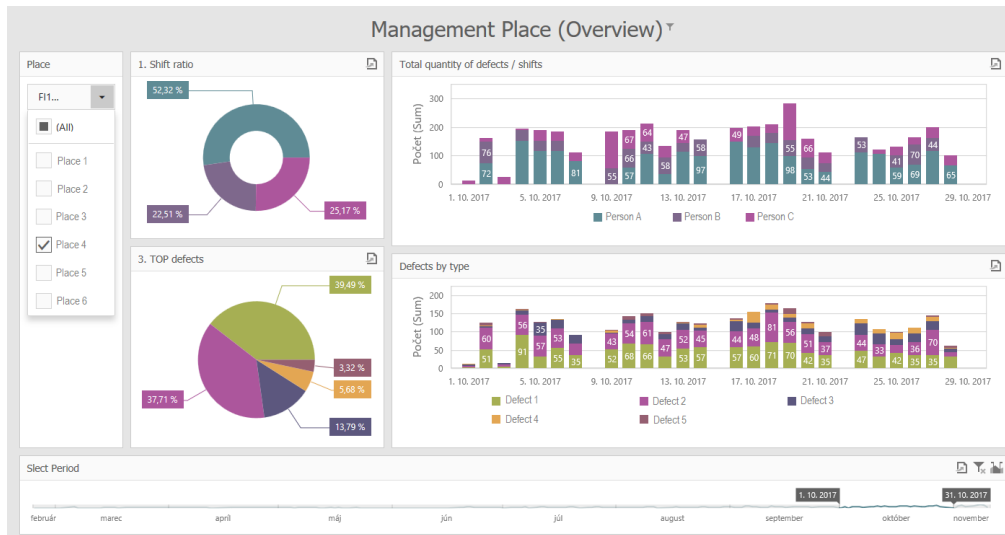 Management Place (Overview)
Place
FI1...
(All)
Place 1
Place 2
Place 3
Place 4
Place 5
Place 6
1. Shift ratio
52,32 %
22,51 %
25,17 %
Total quantity of defects / shifts
Počet (Sum)
300
200
100
0
76
72
81
55
67
66
57
64
43
58
47
58
97
49
55
98
66
53
44
53
41
59
70
69
44
65
1. 10. 2017
5. 10. 2017
9. 10. 2017
13. 10. 2017
17. 10. 2017
21. 10. 2017
25. 10. 2017
29. 10. 2017
Person A
Person B
Person C
3. TOP defects
39,49 %
3,32 %
5,68 %
37,71 %
13,79 %
Defects by type
Počet (Sum)
200
150
100
50
0
60
51
56
91
35
57
33
53
55
35
43
52
54
68
61
66
47
52
53
45
57
44
57
48
60
81
71
56
70
51
42
37
35
44
47
33
36
42
35
35
70
35
1. 10. 2017
5. 10. 2017
9. 10. 2017
13. 10. 2017
17. 10. 2017
21. 10. 2017
25. 10. 2017
29. 10. 2017
Defect 1
Defect 2
Defect 3
Defect 4
Defect 5
Slect Period
1. 10. 2017
31. 10. 2017
február
marec
apríl
máj
jún
júl
august
september
október
november